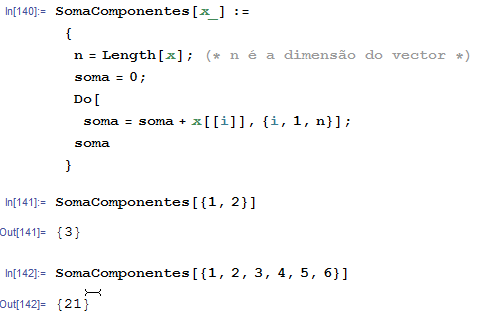 In[140]:= SomaComponentes[x_] :=
{
n = Length[x]; (* n é a dimensão do vector *)
soma = 0;
Do[
soma = soma + x[[i]], {i, 1, n}];
soma
}
In[141]:= SomaComponentes[{1, 2}]
Out[141]= {3}
In[142]:= SomaComponentes[{1, 2, 3, 4, 5, 6}]
Out[142]= {21}